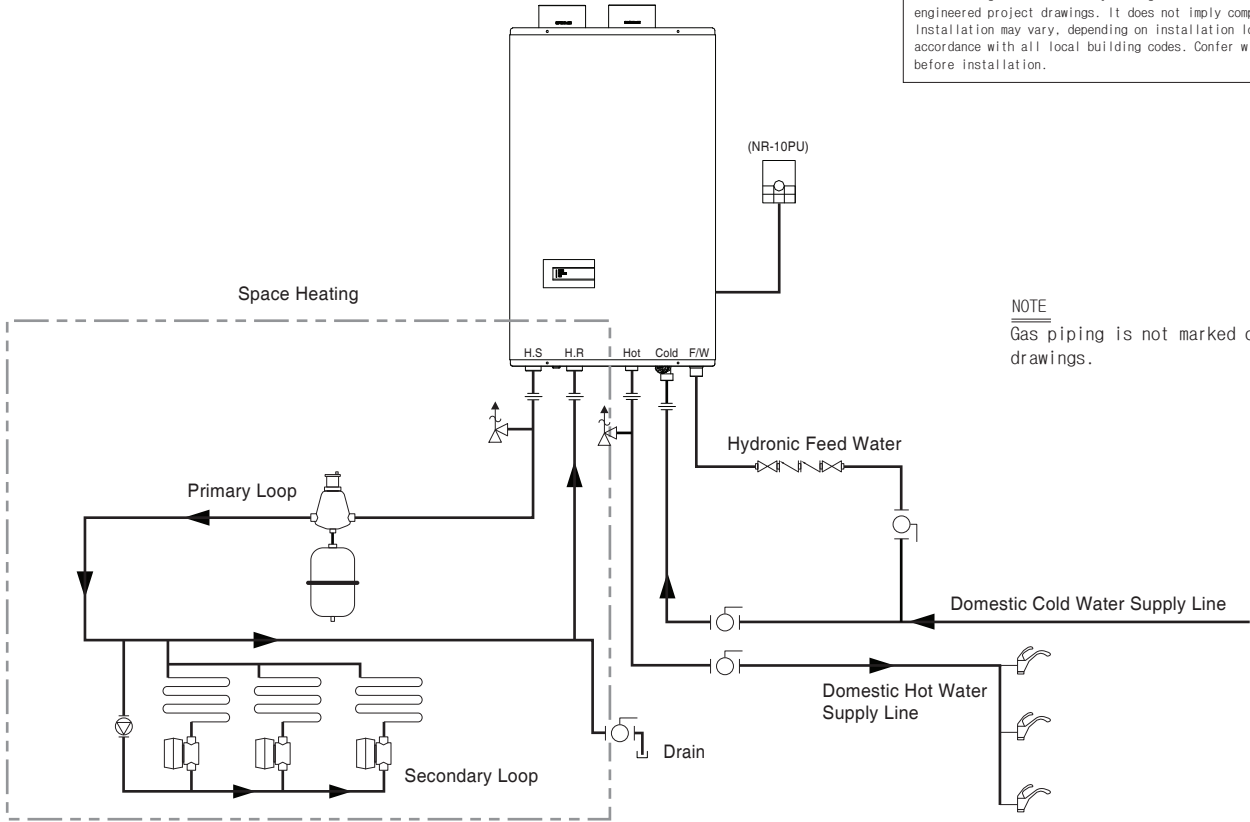 engineered project drawings. It does not imply
Installation may vary, depending on installation
accordance with all local building codes. Confer
before installation.
(NR-10PU)
Space Heating
NOTE
Gas piping is not marked
drawings.
H.S H.R Hot Cold F/W
Hydronic Feed Water
Primary Loop
Domestic Cold Water Supply Line
Domestic Hot Water
Supply Line
Drain
Secondary Loop